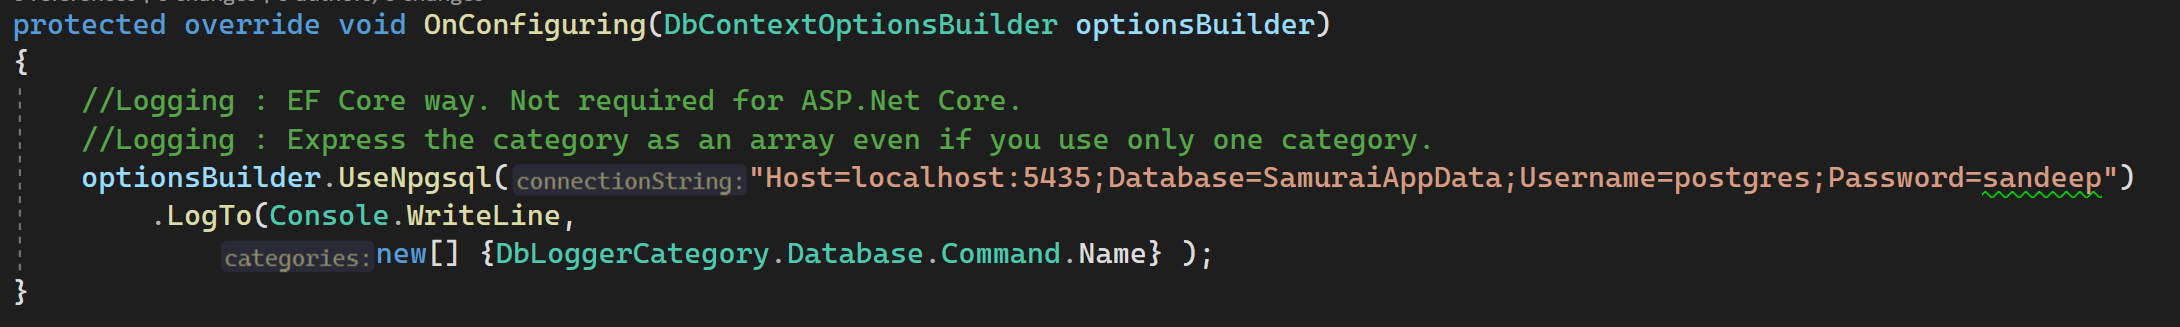 protected override void OnConfiguring(DbContextOptionsBuilder optionsBuilder)
{
//Logging : EF Core way. Not required for ASP.Net Core.
//Logging : Express the category as an array even if you use only one category.
optionsBuilder.UseNpgsql(connectionString:"Host=localhost:5435;Database=SamuraiAppData;Username=postgres;Password=sandeep")
.LogTo(Console.WriteLine,
categories:new[] {DbLoggerCategory.Database.Command.Name} );
}